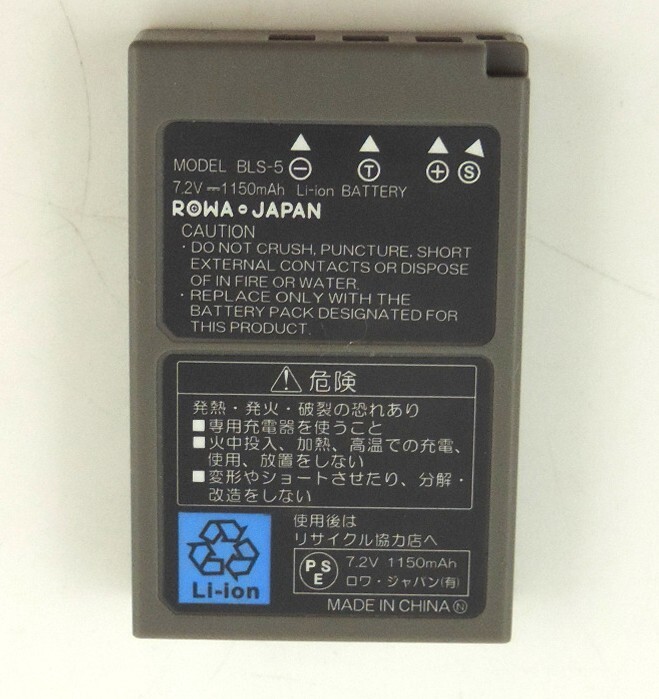 MODEL BLS-5 ⊖ Ⓣ ⊕ Ⓢ
7.2V ⎓ 1150mAh Li-ion BATTERY
ROWA JAPAN
CAUTION
・DO NOT CRUSH, PUNCTURE, SHORT
EXTERNAL CONTACTS OR DISPOSE
OF IN FIRE OR WATER.
・REPLACE ONLY WITH THE
BATTERY PACK DESIGNATED FOR
THIS PRODUCT.
⚠危険
発熱・発火・破裂の恐れあり
■専用充電器を使うこと
■火中投入、加熱、高温での充電、
使用、放置をしない
■変形やショートさせたり、分解・
改造をしない
使用後は
リサイクル協力店へ
Li-ion
PSE
7.2V 1150mAh
ロワ・ジャパン(有)
MADE IN CHINA Ⓝ